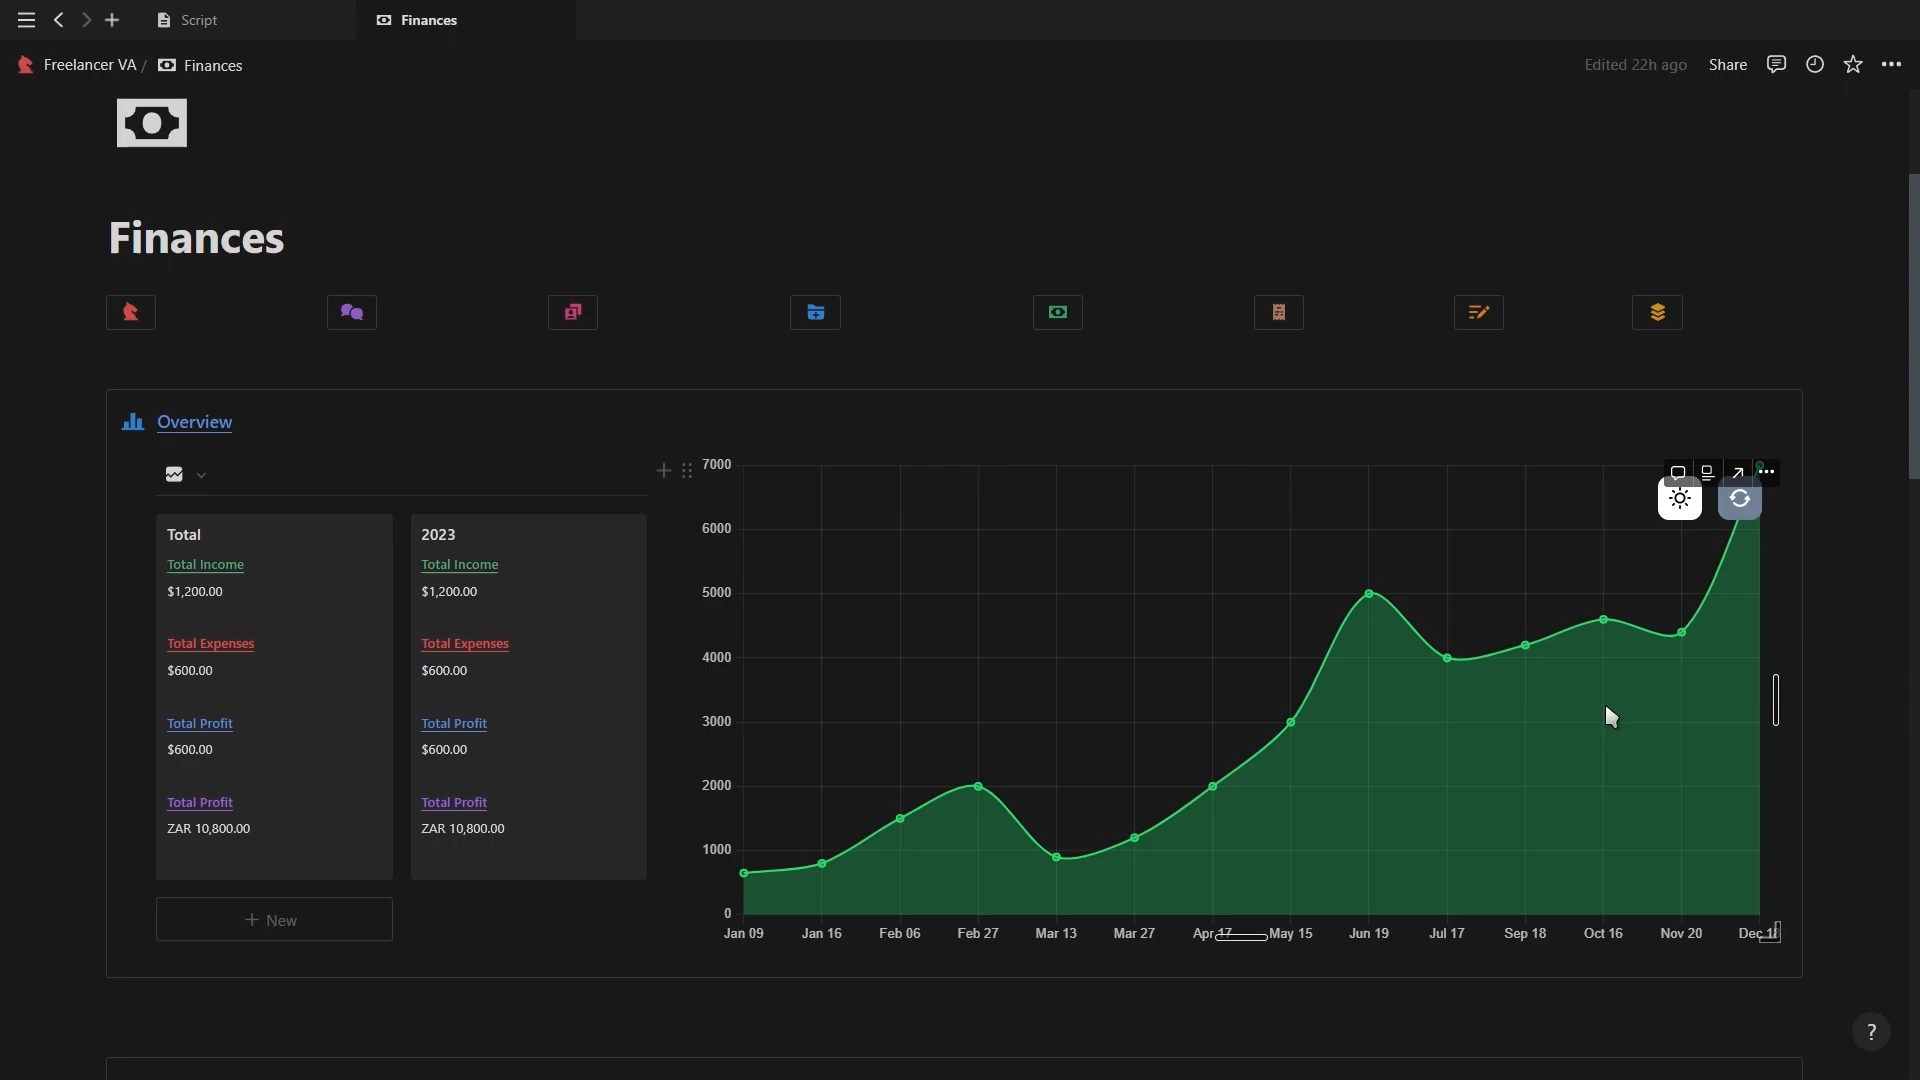 Script
Finances
Freelancer VA / Finances
Edited 22h ago
Share
Finances
Overview
Total
Total Income
$1,200.00
Total Expenses
$600.00
Total Profit
$600.00
Total Profit
ZAR 10,800.00
2023
Total Income
$1,200.00
Total Expenses
$600.00
Total Profit
$600.00
Total Profit
ZAR 10,800.00
+ New
7000
6000
5000
4000
3000
2000
1000
0
Jan 09
Jan 16
Feb 06
Feb 27
Mar 13
Mar 27
Apr 17
May 15
Jun 19
Jul 17
Sep 18
Oct 16
Nov 20
Dec
?